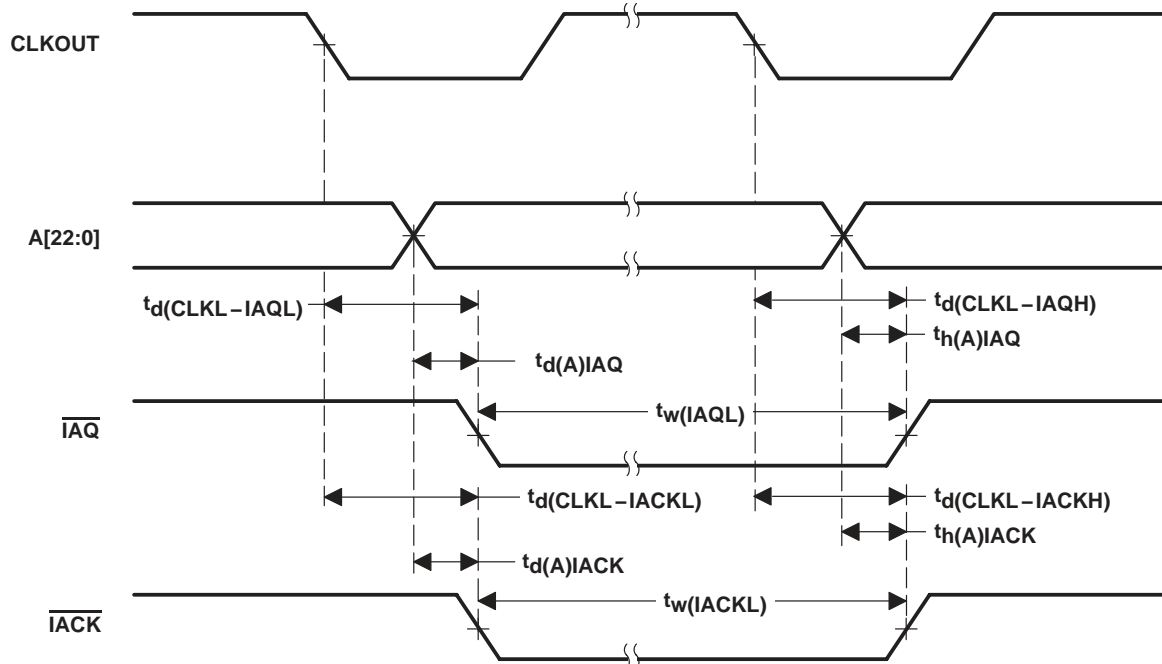 CLKOUT
A[22:0]
td(CLKL−IAQL)
td(CLKL−IAQH)
th(A)IAQ
td(A)IAQ
tw(IAQL)
IAQ
td(CLKL−IACKL)
td(CLKL−IACKH)
th(A)IACK
td(A)IACK
tw(IACKL)
IACK